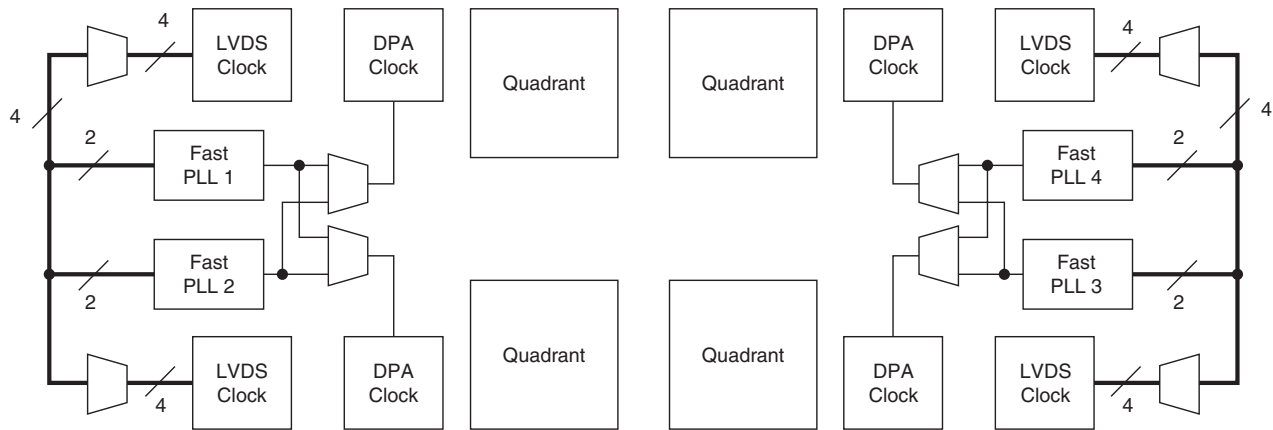 4
LVDS
Clock
DPA
Clock
Quadrant
Quadrant
DPA
Clock
LVDS
Clock
4
4
4
2
Fast
PLL 1
Fast
PLL 4
2
Fast
PLL 2
2
Fast
PLL 3
2
4
LVDS
Clock
DPA
Clock
Quadrant
Quadrant
DPA
Clock
LVDS
Clock
4